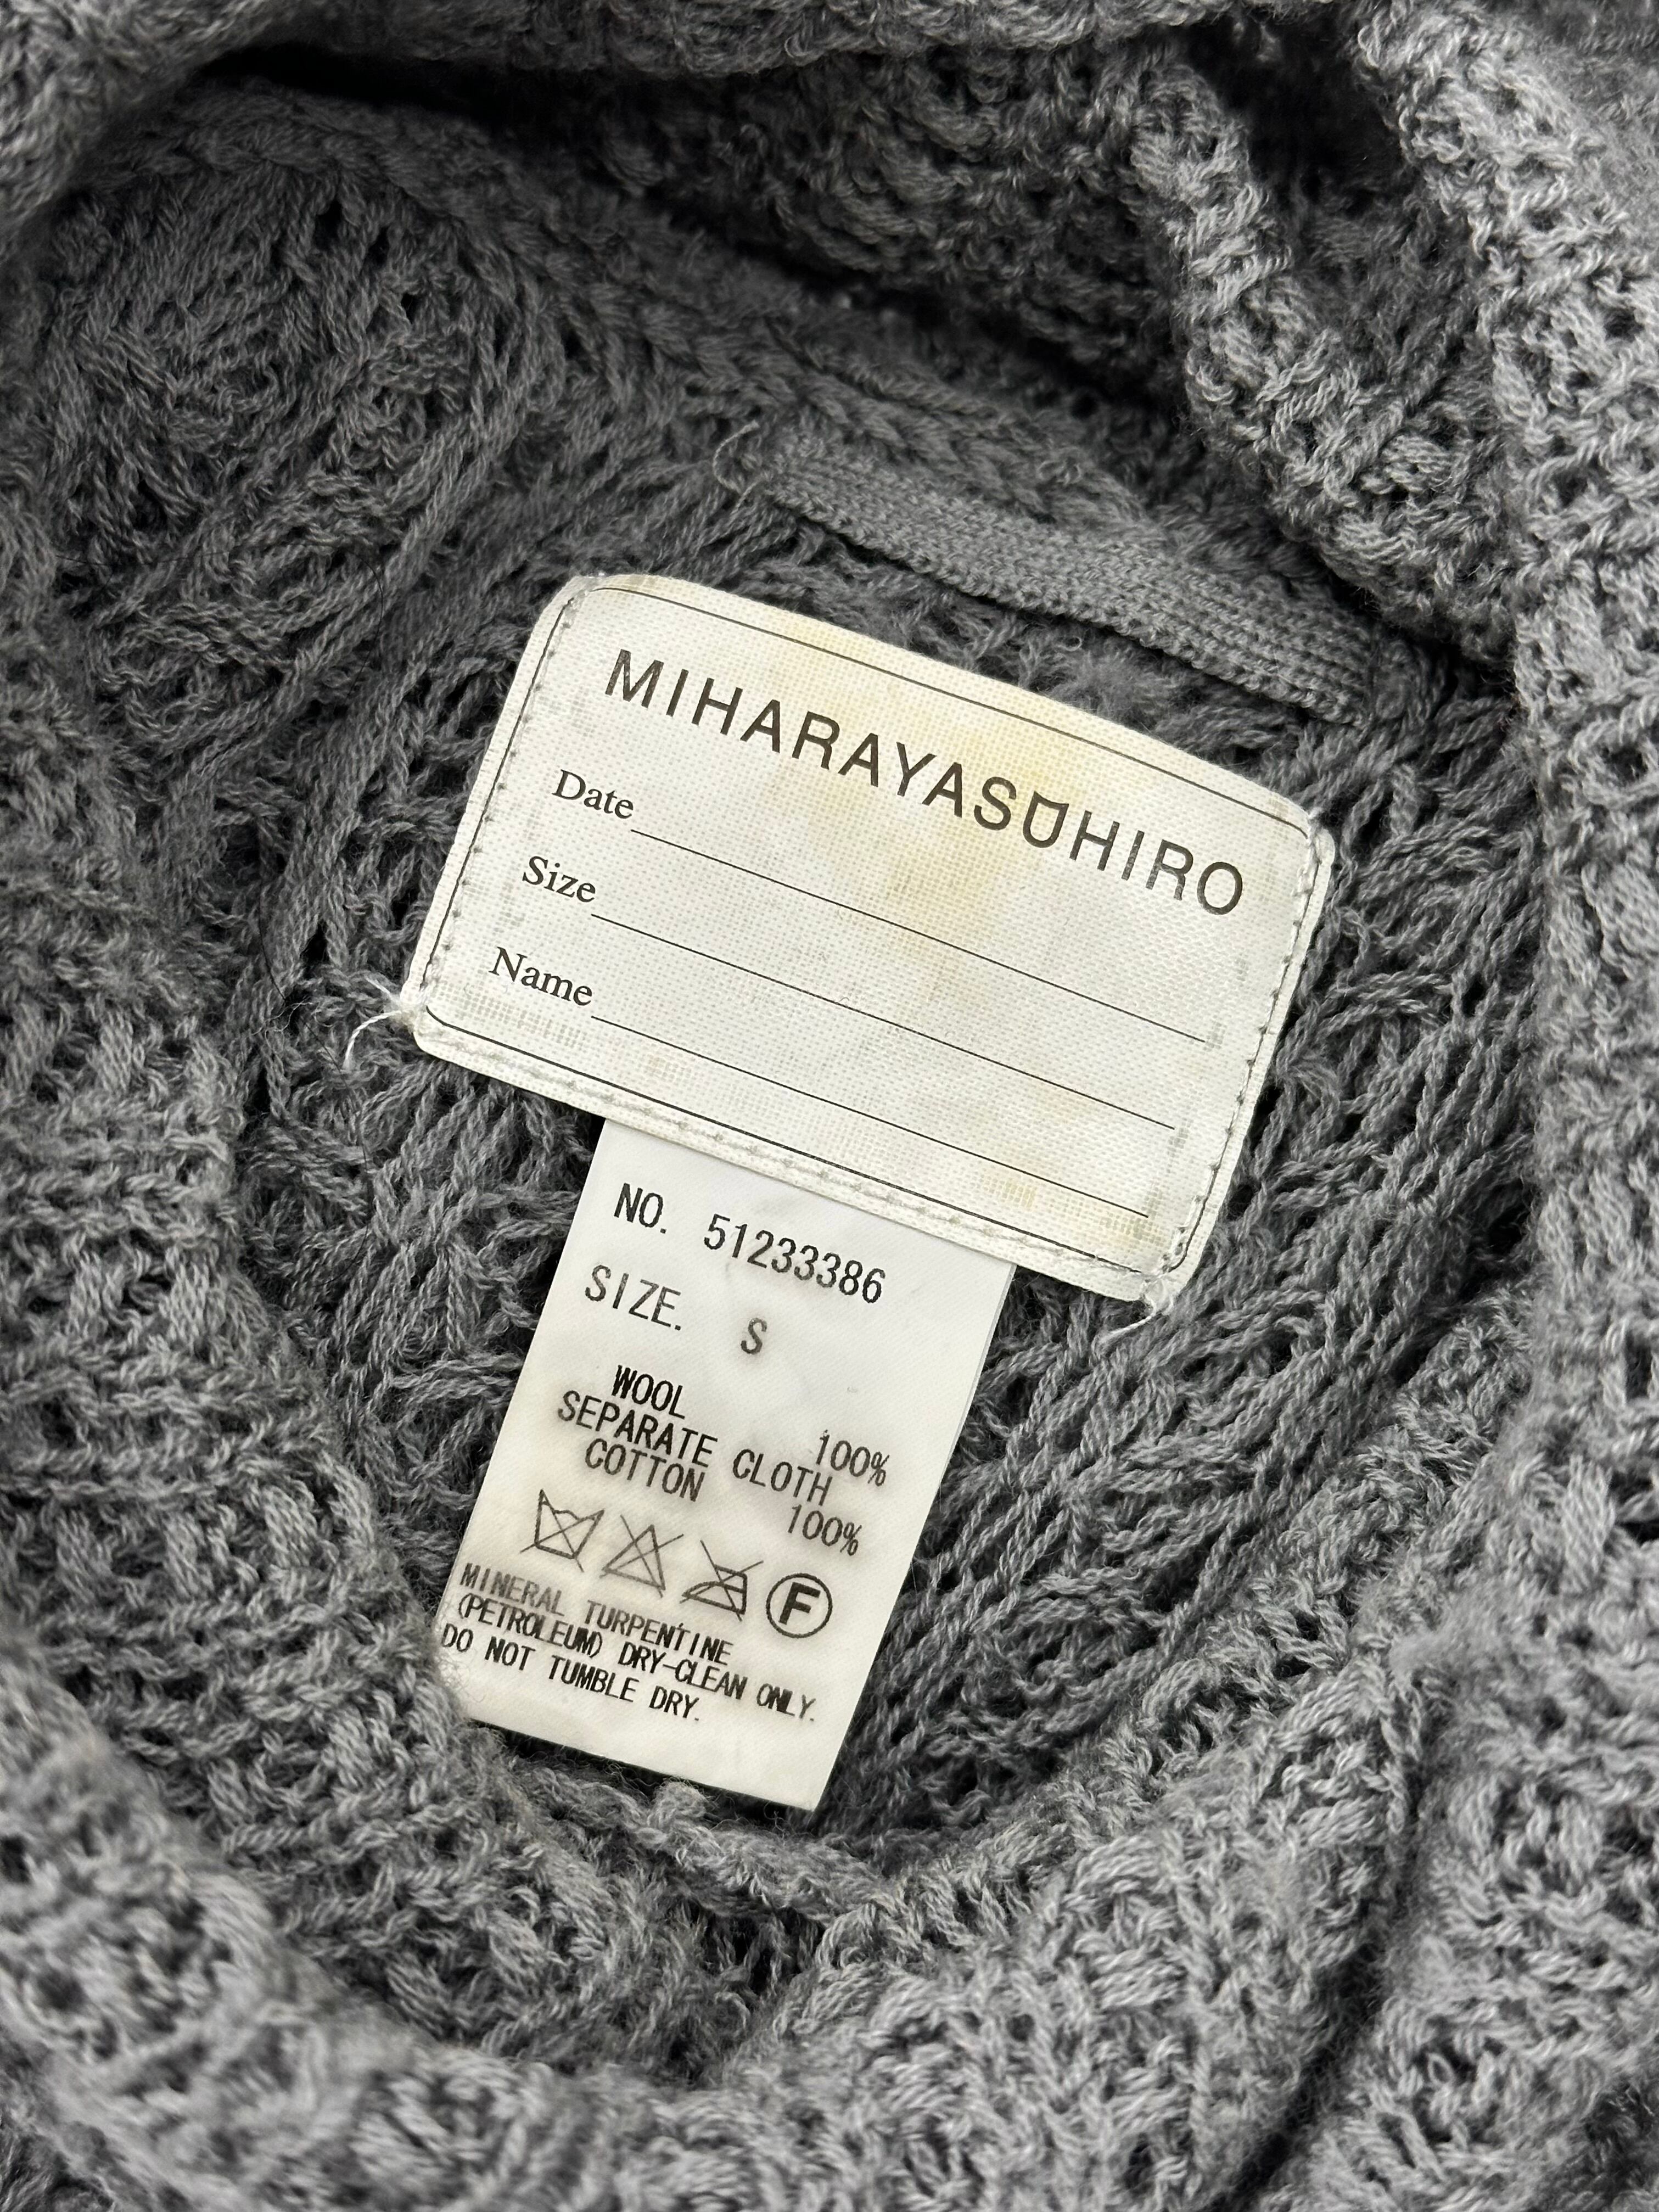 MIHARAYASUHIRO
Date
Size
Name
NO. 51233386
SIZE. S
WOOL 100%
SEPARATE CLOTH
COTTON 100%
F
MINERAL TURPENTINE
(PETROLEUM) DRY-CLEAN ONLY.
DO NOT TUMBLE DRY.